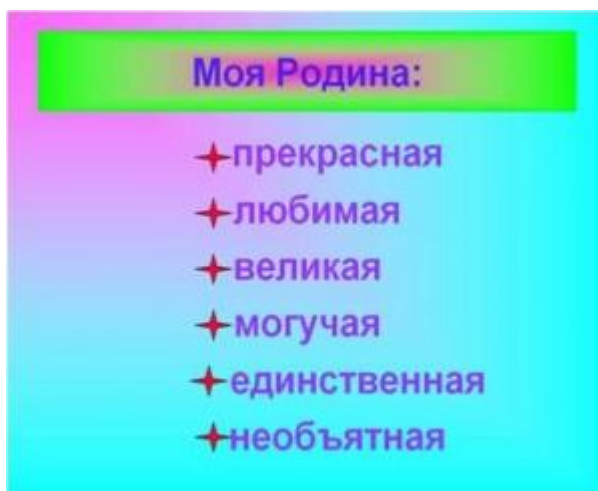 Моя Родина:
прекрасная
любимая
великая
могучая
единственная
необъятная